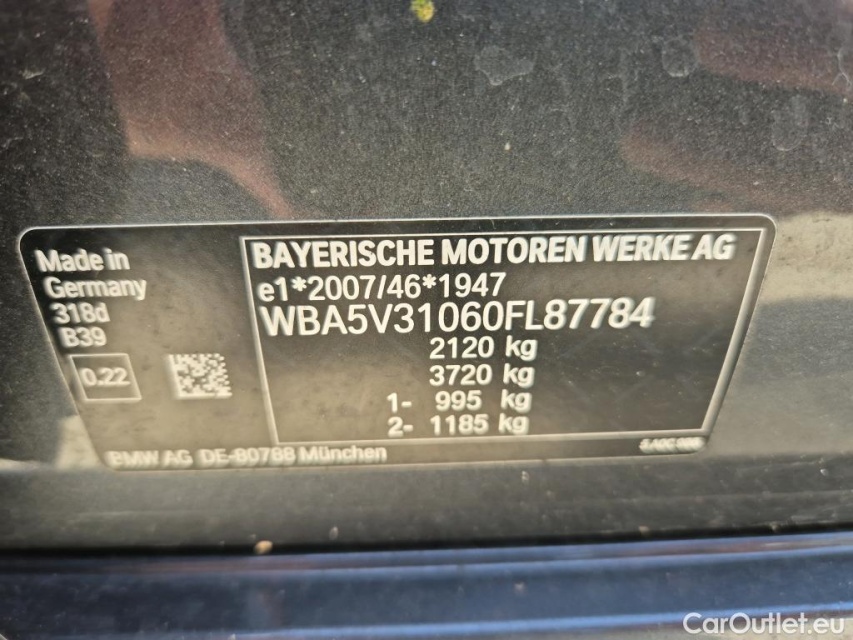 Made in
Germany
318d
B39
0.22
BAYERISCHE MOTOREN WERKE AG
e1*2007/46*1947
WBA5V31060FL87784
2120 kg
3720 kg
1- 995 kg
2- 1185 kg
BMW AG DE-80788 München
CarOutlet.eu